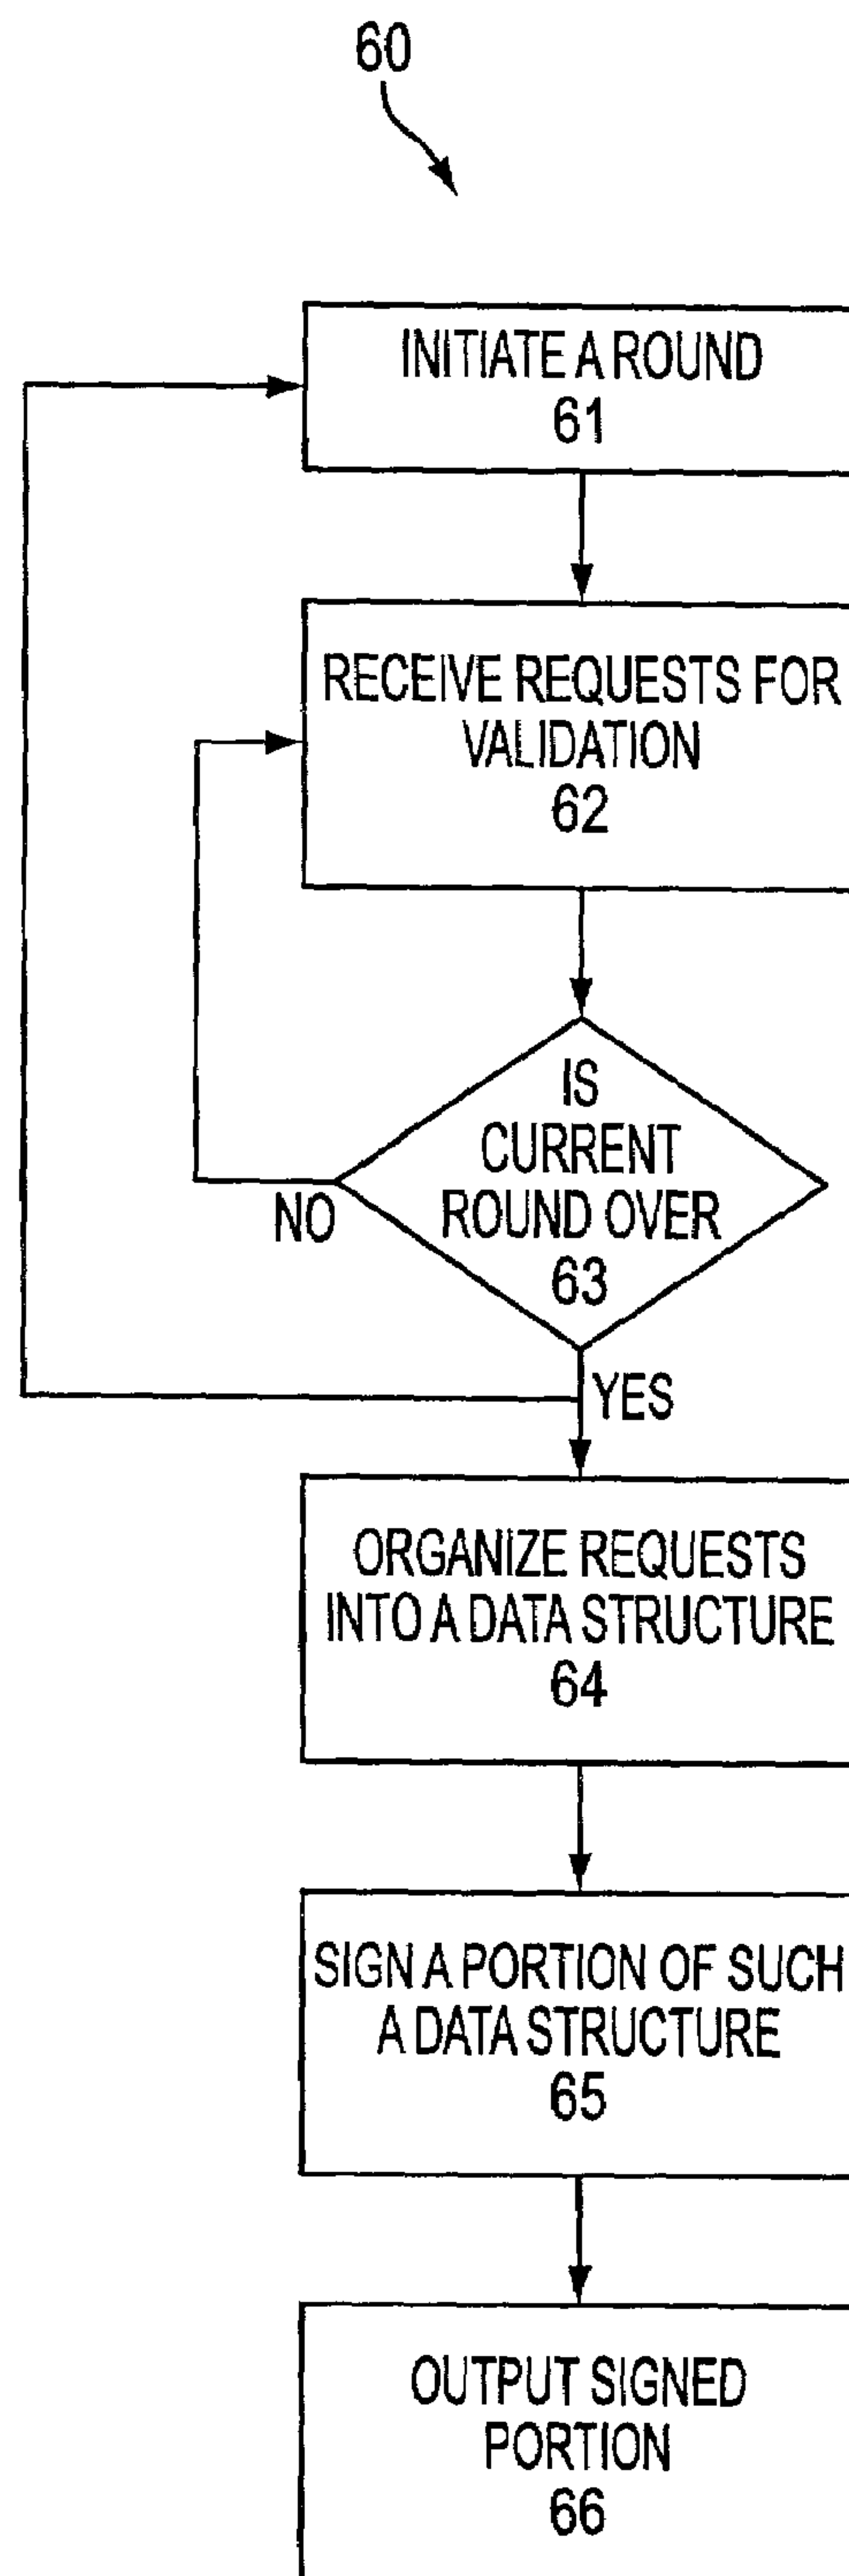 60
INITIATE A ROUND
61
RECEIVE REQUESTS FOR
VALIDATION
62
IS
CURRENT
ROUND OVER
63
NO
YES
ORGANIZE REQUESTS
INTO A DATA STRUCTURE
64
SIGN A PORTION OF SUCH
A DATA STRUCTURE
65
OUTPUT SIGNED
PORTION
66